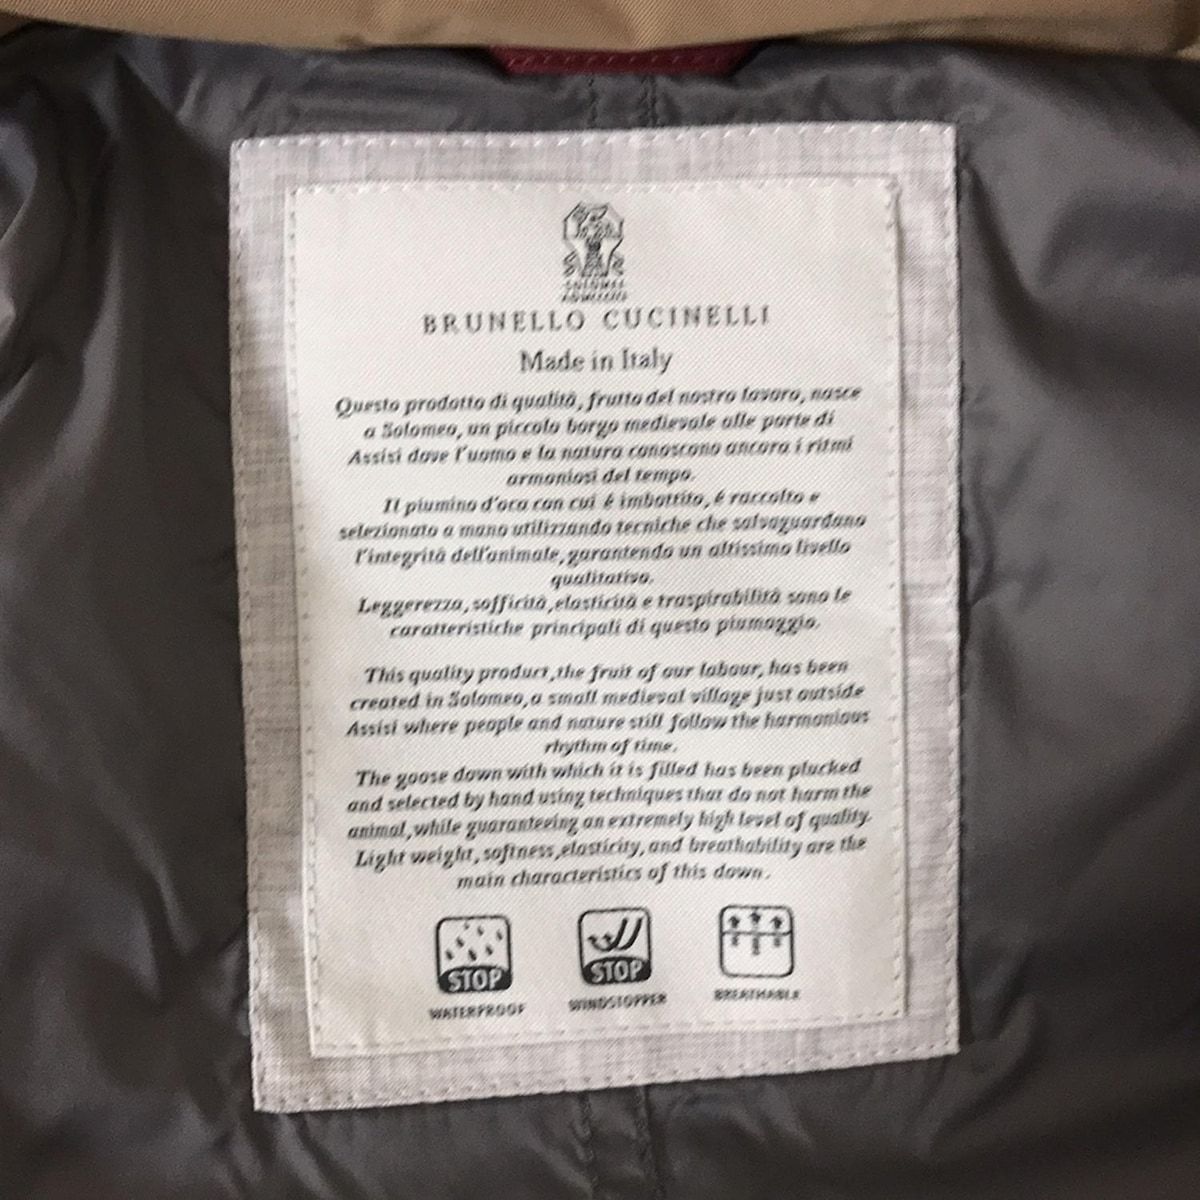 BRUNELLO CUCINELLI
Made in Italy
Questo prodotto di qualità, frutto del nostro lavoro, nasce
a Solomeo, un piccolo borgo medievale alle porte di
Assisi dove l'uomo e la natura conoscono ancora i ritmi
armoniosi del tempo.
Il piumino d'oca con cui é imbottito, é raccolto e
selezionato a mano utilizzando tecniche che salvaguardano
l'integrità dell'animale, garantendo un altissimo livello
qualitativo.
Leggerezza, sofficità, elasticità e traspirabilità sono le
caratteristiche principali di questo piumaggio.
This quality product, the fruit of our labour, has been
created in Solomeo, a small medieval village just outside
Assisi where people and nature still follow the harmonious
rhythm of time.
The goose down with which it is filled has been plucked
and selected by hand using techniques that do not harm the
animal, while guaranteeing an extremely high level of quality.
Light weight, softness, elasticity, and breathability are the
main characteristics of this down.
STOP STOP
WATERPROOF WINDSTOPPER BREATHABLE